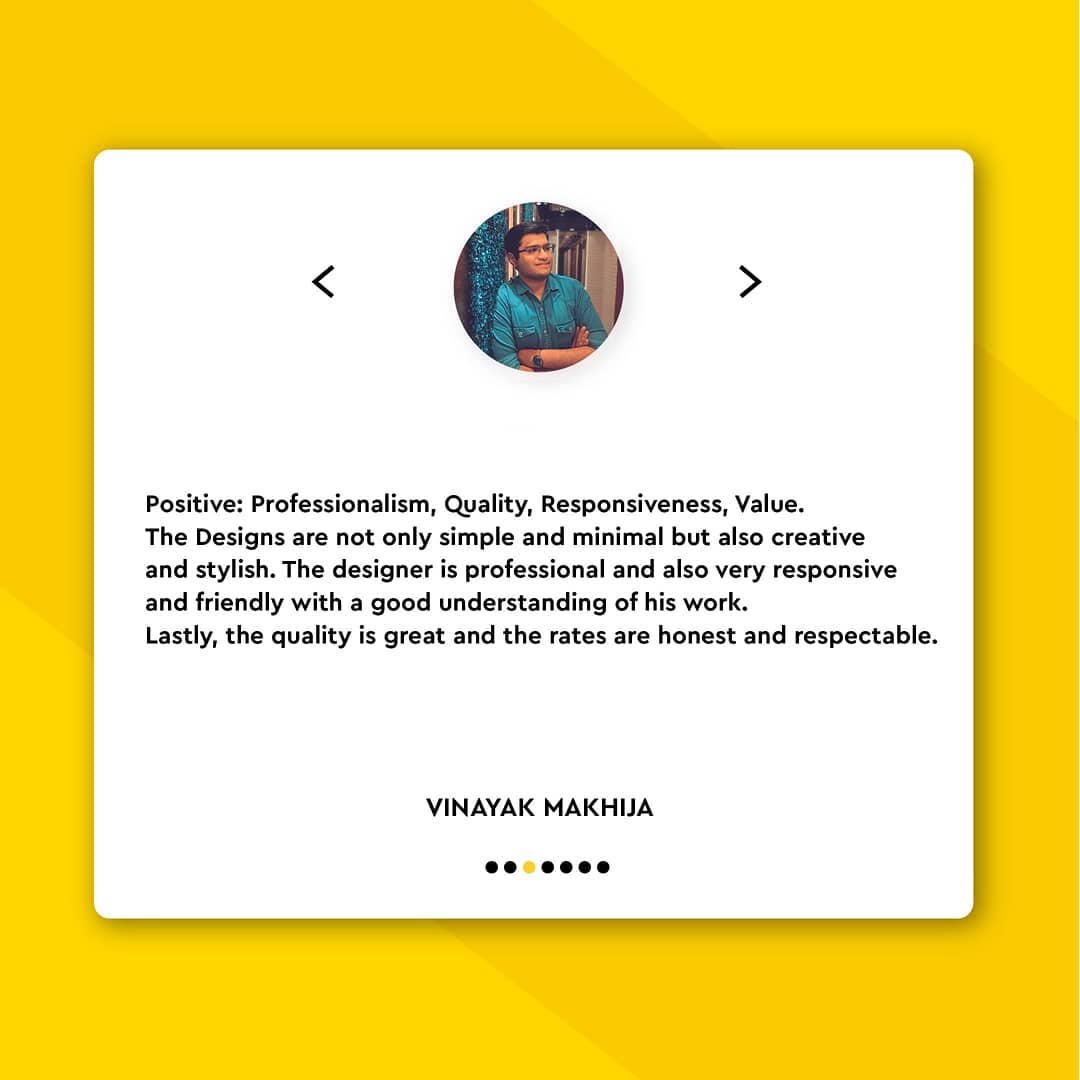 Positive: Professionalism, Quality, Responsiveness, Value.
The Designs are not only simple and minimal but also creative
and stylish. The designer is professional and also very responsive
and friendly with a good understanding of his work.
Lastly, the quality is great and the rates are honest and respectable.
VINAYAK MAKHIJA